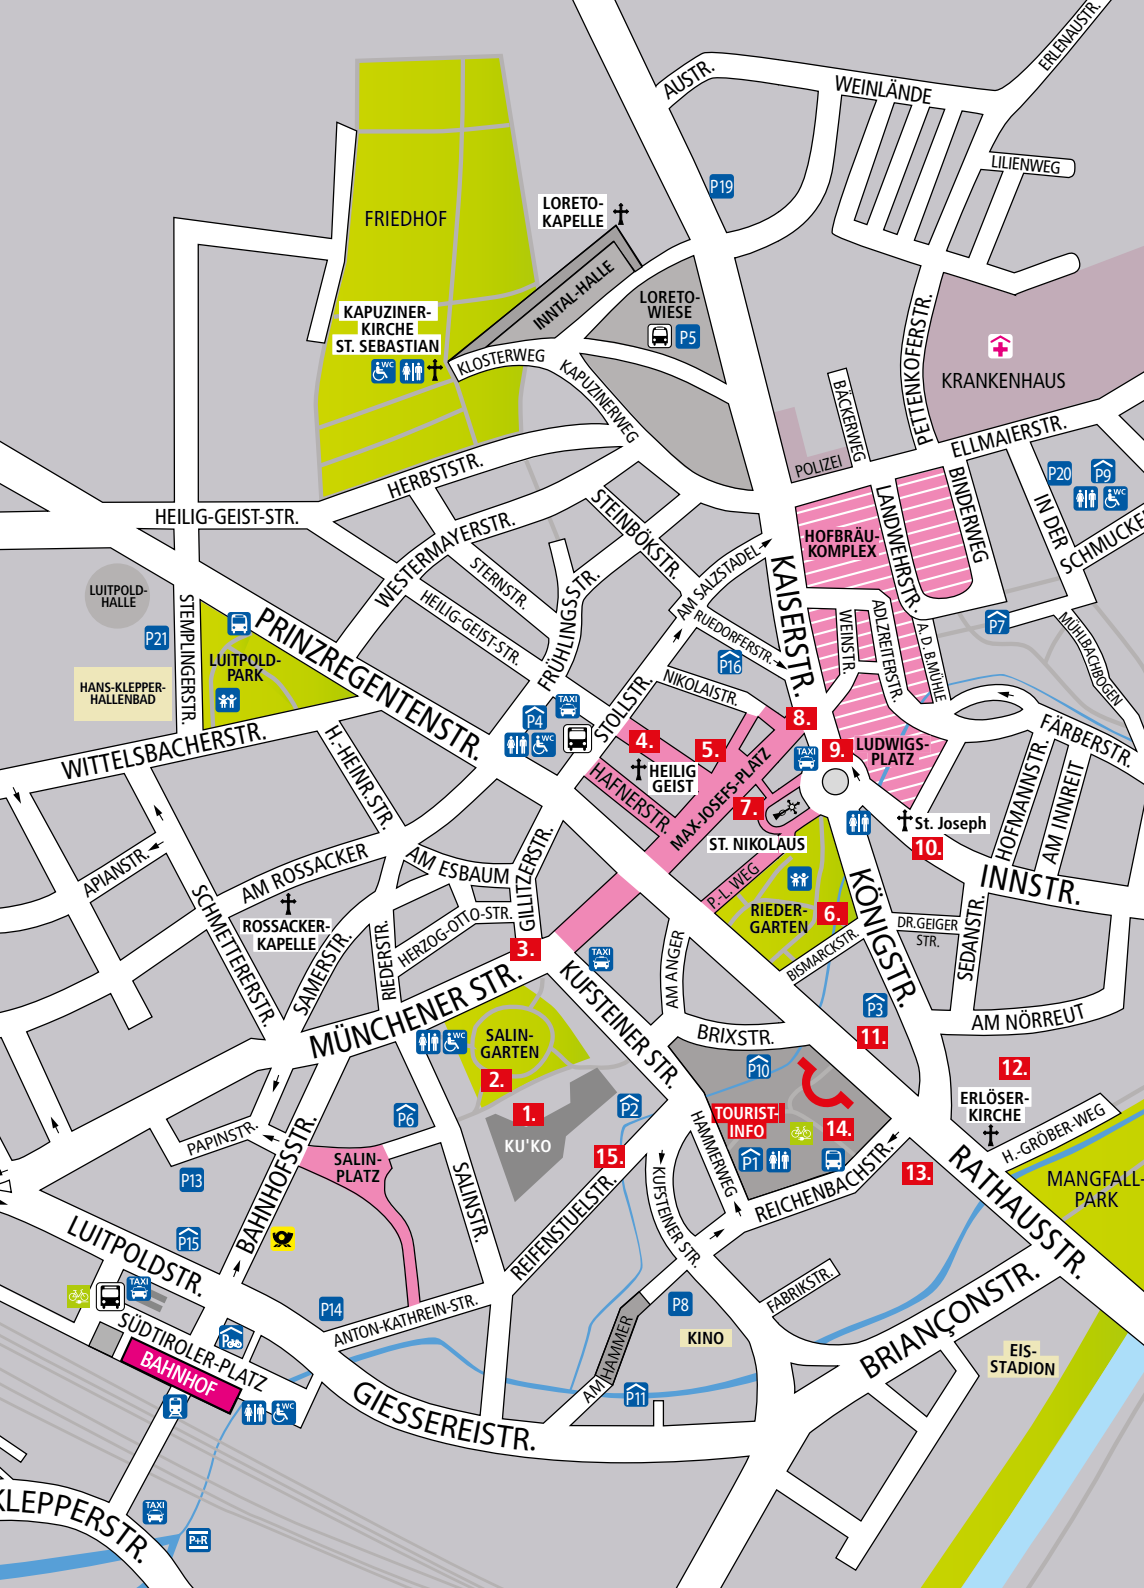 AUSTR.
WEINLÄNDE
ERLENAUSTR.
LILIENWEG
P19
FRIEDHOF
LORETO-
KAPELLE
INNTAL-HALLE
LORETO-
WIESE
P5
KAPUZINER-
KIRCHE
ST. SEBASTIAN
WC
KLOSTERWEG
KAPUZINERWEG
PETTENKOFERSTR.
KRANKENHAUS
BÄCKERWEG
POLIZEI
ELLMAIERSTR.
P20
P9
WC
IN DER
SCHMUCKE
BINDERWEG
LANDWEHRSTR.
HOFBRÄU-
KOMPLEX
HERBSTSTR.
HEILIG-GEIST-STR.
WESTERMAYERSTR.
STEINBÖKSTR.
STERNSTR.
HEILIG-GEIST-STR.
FRÜHLINGSSTR.
AM SALZSTADEL
KAISERSTR.
RUEDORFERSTR.
P16
NIKOLAISTR.
WEINSTR.
ADLZREITERSTR.
A. D. B.MÜHLE
P7
MÜHLBACHBOGEN
FÄRBERSTR.
LUITPOLD-
HALLE
P21
STEMPLINGERSTR.
HANS-KLEPPER-
HALLENBAD
LUITPOLD-
PARK
PRINZREGENTENSTR.
WITTELSBACHERSTR.
H.-HEINR.-STR.
P4
TAXI
WC
STOLLSTR.
4.
5.
HEILIG
GEIST
HAFNERSTR.
MAX-JOSEFS-PLATZ
8.
TAXI
9.
LUDWIGS-
PLATZ
7.
ST. NIKOLAUS
St. Joseph
10.
HOFMANNSTR.
AM INNREIT
INNSTR.
APIANSTR.
AM ROSSACKER
ROSSACKER-
KAPELLE
SCHMETTERERSTR.
SAMERSTR.
AM ESBAUM
HERZOG-OTTO-STR.
GILLITZERSTR.
RIEDERSTR.
P.-L. WEG
RIEDER-
GARTEN
6.
BISMARCKSTR.
KÖNIGSTR.
DR.GEIGER
STR.
SEDANSTR.
AM NÖRREUT
3.
TAXI
MÜNCHENER STR.
KUFSTEINER STR.
AM ANGER
BRIXSTR.
P3
11.
12.
ERLÖSER-
KIRCHE
H.-GRÖBER-WEG
WC
SALIN-
GARTEN
2.
1.
KU'KO
P2
P10
P6
TOURIST-
INFO
14.
P1
HAMMERWEG
REICHENBACHSTR.
13.
15.
RATHAUSSTR.
MANGFALL-
PARK
PAPINSTR.
P13
BAHNHOFSTR.
SALIN-
PLATZ
SALINSTR.
REIFENSTUELSTR.
KUFSTEINER STR.
LUITPOLDSTR.
P15
TAXI
SÜDTIROLER-PLATZ
P
BAHNHOF
WC
P14
ANTON-KATHREIN-STR.
FABRIKSTR.
P8
KINO
AM HAMMER
P11
BRIANÇONSTR.
EIS-
STADION
GIESSEREISTR.
KLEPPERSTR.
TAXI
P+R